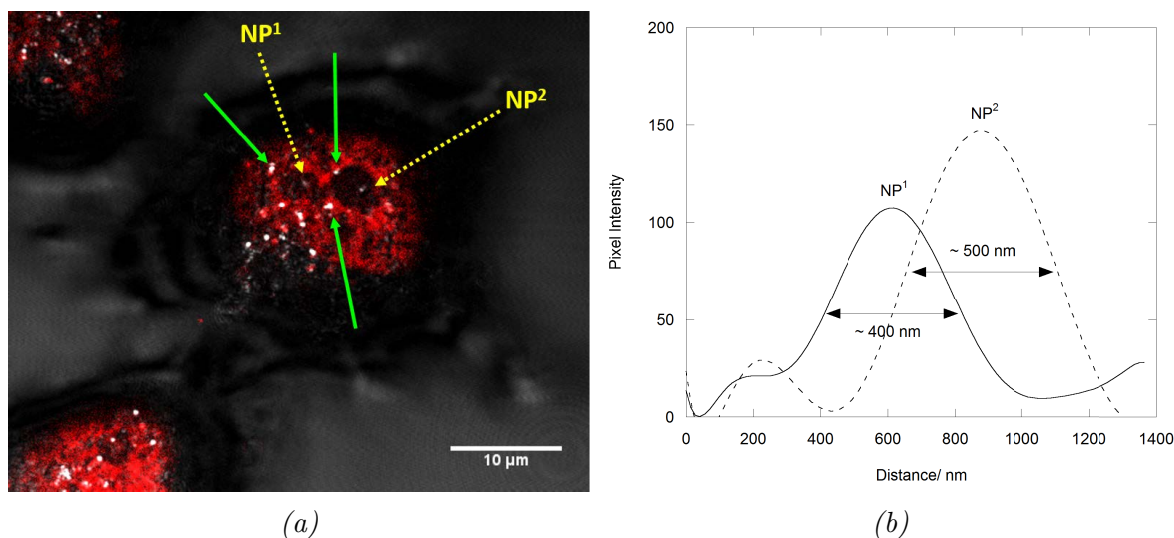 NP¹
NP²
10 µm
(a)
200
150
100
50
0
Pixel Intensity
NP¹
NP²
~ 500 nm
~ 400 nm
0 200 400 600 800 1000 1200 1400
Distance/ nm
(b)